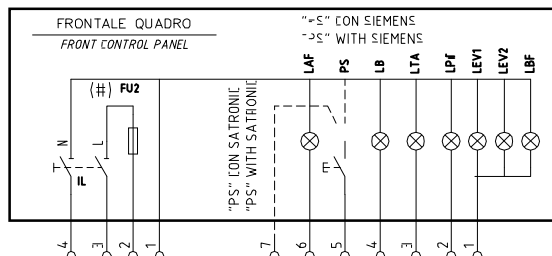 FRONTALE QUADRO
FRONT CONTROL PANEL
"PS" CON SIEMENS
"PS" WITH SIEMENS
LAF PS LB LTA LPG LEV1 LEV2 LBF
(#) FU2
N L
IL
"PS" CON SATRONIC
"PS" WITH SATRONIC
E
4 3 2 1 7 6 5 4 3 2 1